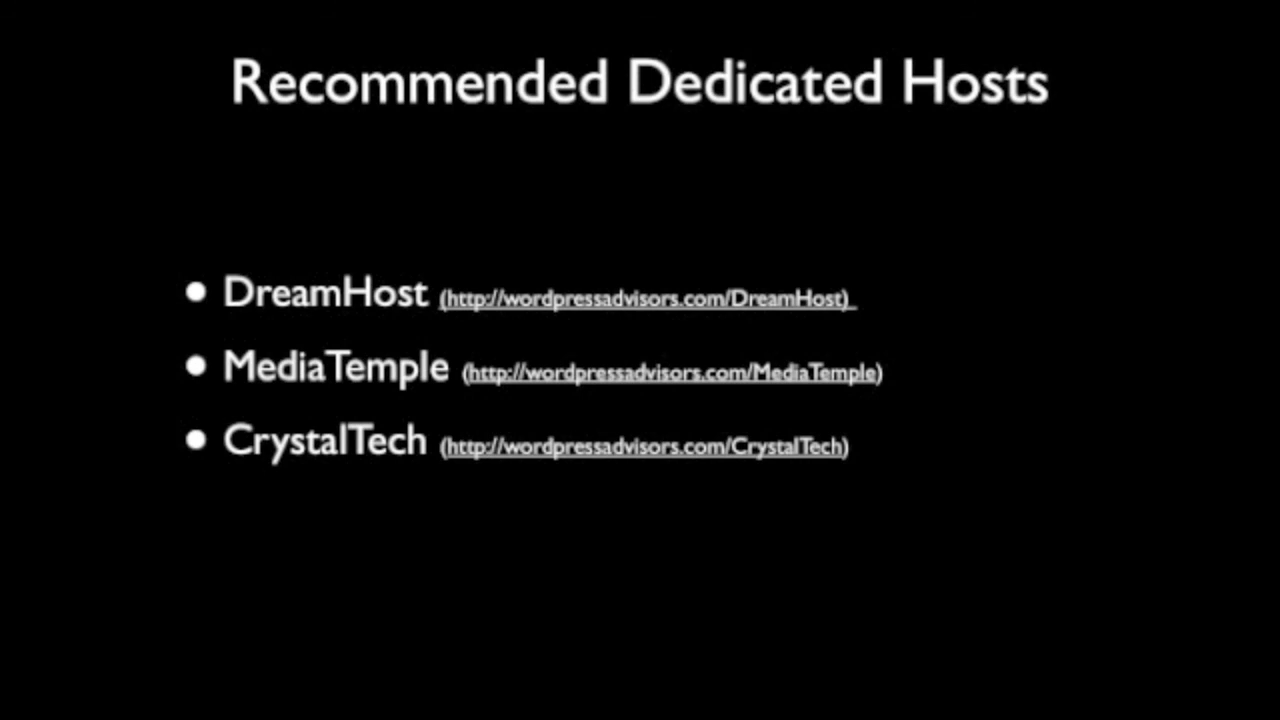 Recommended Dedicated Hosts
• DreamHost (http://wordpressadvisors.com/DreamHost)
• MediaTemple (http://wordpressadvisors.com/MediaTemple)
• CrystalTech (http://wordpressadvisors.com/CrystalTech)